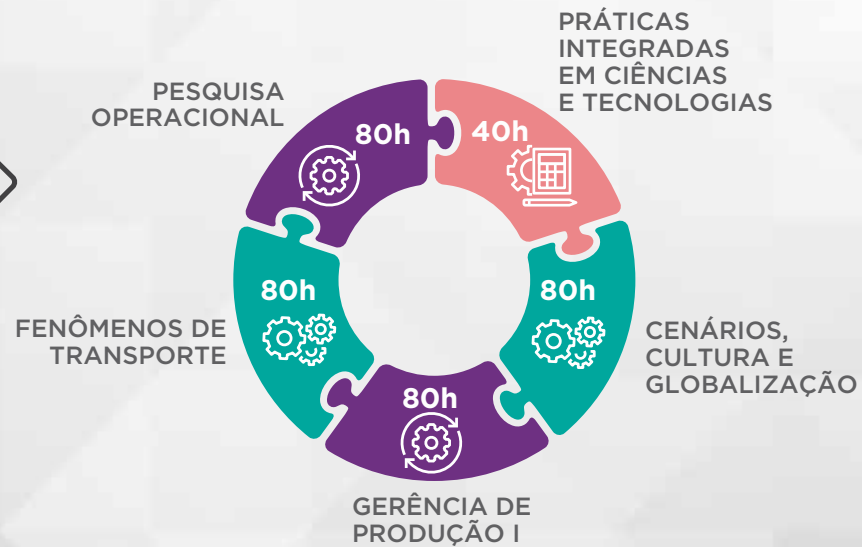 PRÁTICAS
INTEGRADAS
EM CIÊNCIAS
E TECNOLOGIAS
40h
PESQUISA
OPERACIONAL
80h
FENÔMENOS DE
TRANSPORTE
80h
80h
CENÁRIOS,
CULTURA E
GLOBALIZAÇÃO
80h
GERÊNCIA DE
PRODUÇÃO I